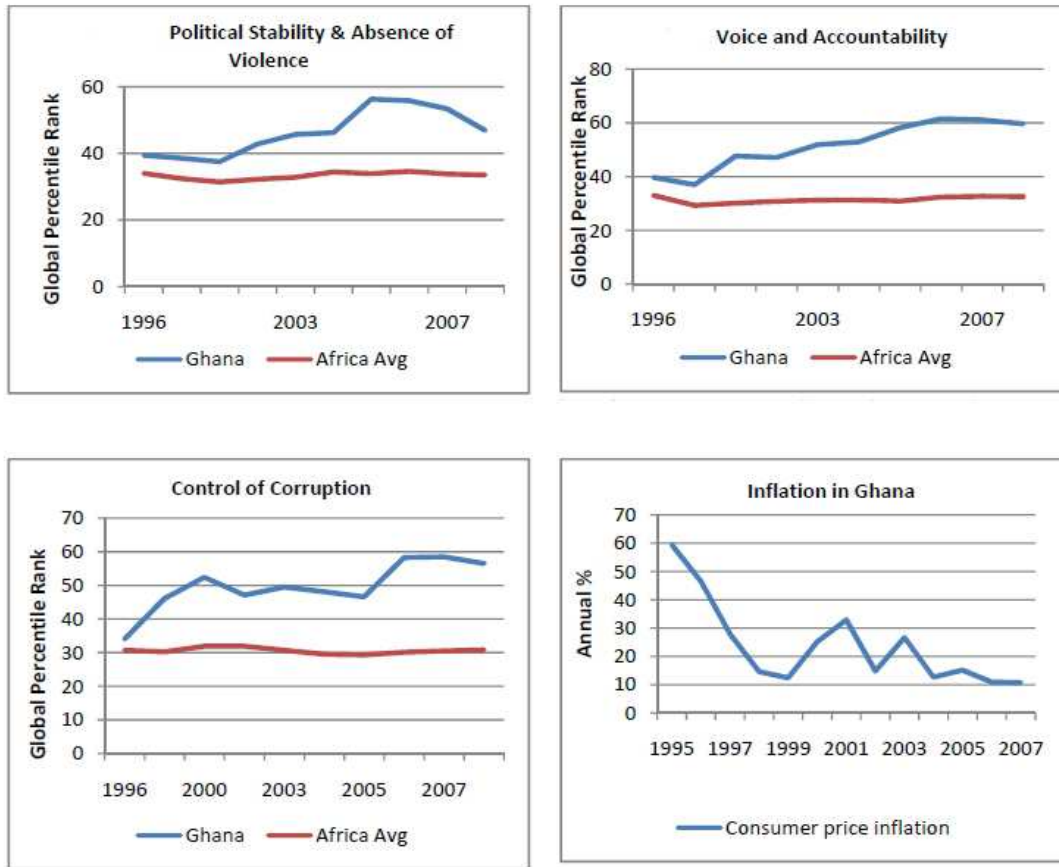 Political Stability & Absence of
Violence
Global Percentile Rank
60
40
20
0
1996
2003
2007
Ghana
Africa Avg
Voice and Accountability
Global Percentile Rank
80
60
40
20
0
1996
2003
2007
Ghana
Africa Avg
Control of Corruption
Global Percentile Rank
70
60
50
40
30
20
10
0
1996
2000
2003
2005
2007
Ghana
Africa Avg
Inflation in Ghana
Annual %
70
60
50
40
30
20
10
0
1995
1997
1999
2001
2003
2005
2007
Consumer price inflation